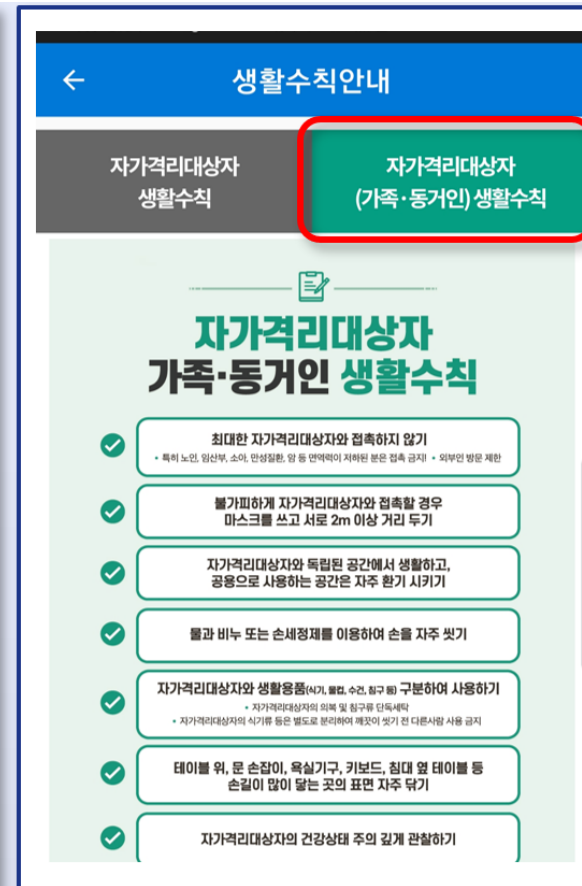 생활수칙안내
자가격리대상자
생활수칙
자가격리대상자
(가족·동거인) 생활수칙
자가격리대상자
가족·동거인 생활수칙
최대한 자가격리대상자와 접촉하지 않기
• 특히 노인, 임산부, 소아, 만성질환, 암 등 면역력이 저하된 분은 접촉 금지! • 외부인 방문 제한
불가피하게 자가격리대상자와 접촉할 경우
마스크를 쓰고 서로 2m 이상 거리 두기
자가격리대상자와 독립된 공간에서 생활하고,
공용으로 사용하는 공간은 자주 환기 시키기
물과 비누 또는 손세정제를 이용하여 손을 자주 씻기
자가격리대상자와 생활용품(식기, 물컵, 수건, 침구 등) 구분하여 사용하기
• 자가격리대상자의 의복 및 침구류 단독세탁
• 자가격리대상자의 식기류 등은 별도로 분리하여 깨끗이 씻기 전 다른사람 사용 금지
테이블 위, 문 손잡이, 욕실기구, 키보드, 침대 옆 테이블 등
손길이 많이 닿는 곳의 표면 자주 닦기
자가격리대상자의 건강상태 주의 깊게 관찰하기